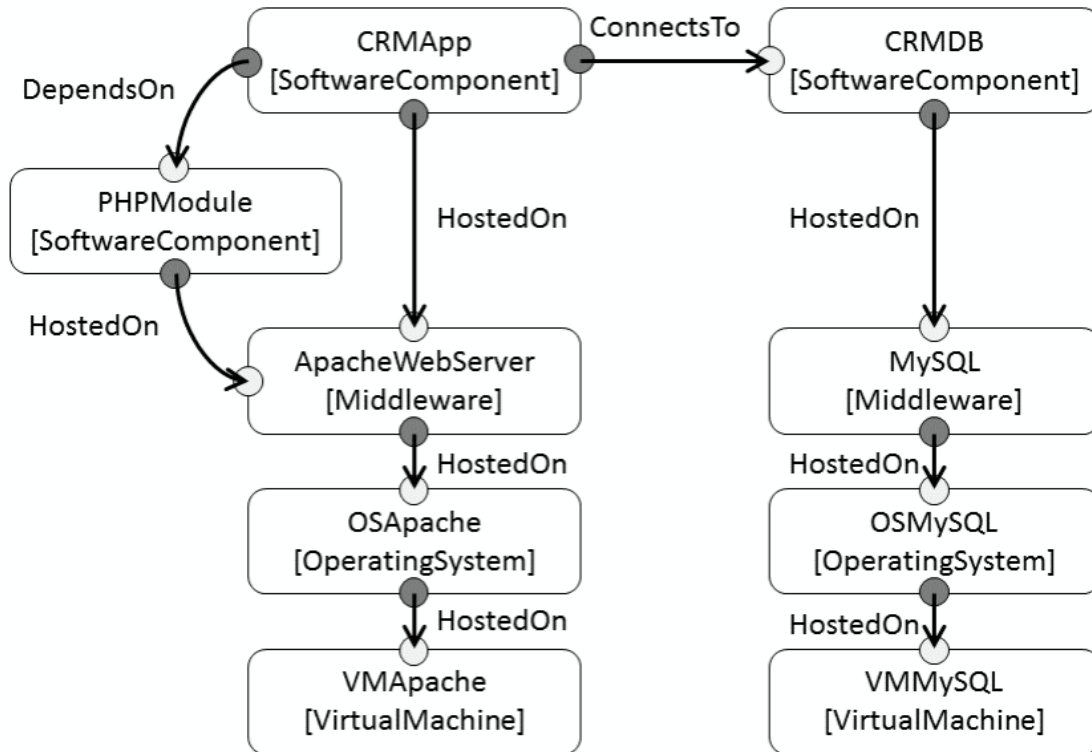 CRMApp
[SoftwareComponent]
ConnectsTo
CRMDB
[SoftwareComponent]
DependsOn
PHPModule
[SoftwareComponent]
HostedOn
HostedOn
HostedOn
ApacheWebServer
[Middleware]
MySQL
[Middleware]
HostedOn
HostedOn
OSApache
[OperatingSystem]
OSMySQL
[OperatingSystem]
HostedOn
HostedOn
VMApache
[VirtualMachine]
VMMySQL
[VirtualMachine]